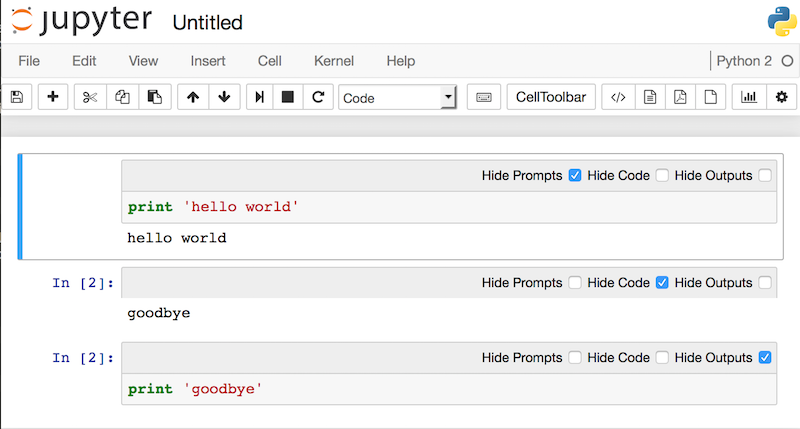 jupyter Untitled
File Edit View Insert Cell Kernel Help Python 2
Code CellToolbar
Hide Prompts Hide Code Hide Outputs
print 'hello world'
hello world
In [2]: Hide Prompts Hide Code Hide Outputs
goodbye
In [2]: Hide Prompts Hide Code Hide Outputs
print 'goodbye'